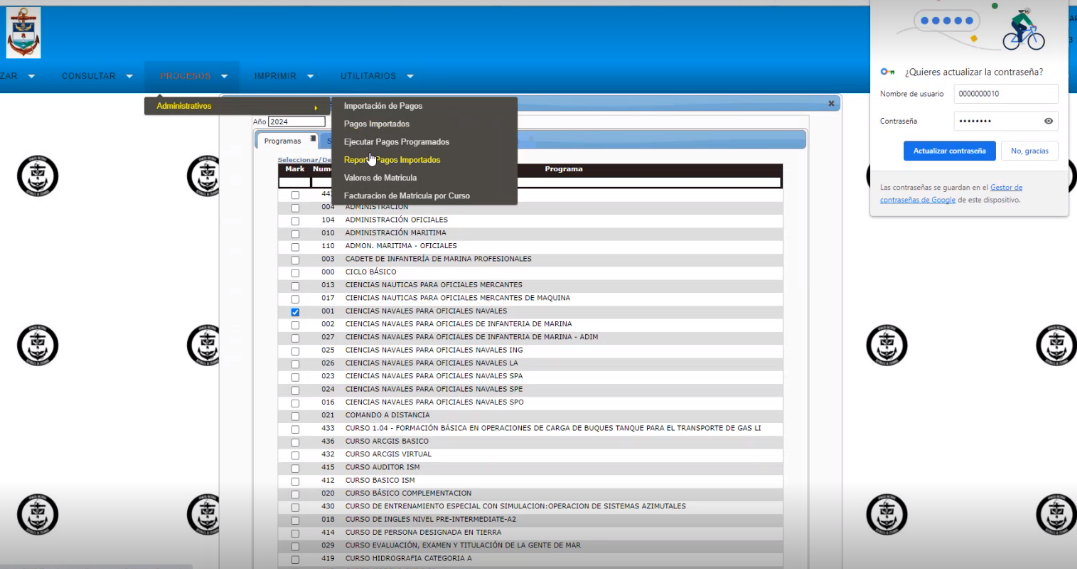 ZAR
CONSULTAR
PROCESOS
IMPRIMIR
UTILITARIOS
Administrativos
Importación de Pagos
Pagos Importados
Ejecutar Pagos Programados
Pagos Importados
Valores de Matricula
Facturacion de Matricula por Curso
Año 2024
Programas
Seleccionar/De
Mark
Programa
004 ADMINISTRACIÓN
104 ADMINISTRACIÓN OFICIALES
010 ADMINISTRACIÓN MARITIMA
110 ADMON. MARITIMA - OFICIALES
003 CADETE DE INFANTERÍA DE MARINA PROFESIONALES
000 CICLO BÁSICO
013 CIENCIAS NAUTICAS PARA OFICIALES MERCANTES
017 CIENCIAS NAUTICAS PARA OFICIALES MERCANTES DE MAQUINA
001 CIENCIAS NAVALES PARA OFICIALES NAVALES
002 CIENCIAS NAVALES PARA OFICIALES DE INFANTERIA DE MARINA
027 CIENCIAS NAVALES PARA OFICIALES DE INFANTERIA DE MARINA - ADIM
025 CIENCIAS NAVALES PARA OFICIALES NAVALES ING
026 CIENCIAS NAVALES PARA OFICIALES NAVALES LA
023 CIENCIAS NAVALES PARA OFICIALES NAVALES SPA
024 CIENCIAS NAVALES PARA OFICIALES NAVALES SPE
016 CIENCIAS NAVALES PARA OFICIALES NAVALES SPO
021 COMANDO A DISTANCIA
433 CURSO 1.04 - FORMACIÓN BÁSICA EN OPERACIONES DE CARGA DE BUQUES TANQUE PARA EL TRANSPORTE DE GAS LI
436 CURSO ARCGIS BASICO
432 CURSO ARCGIS VIRTUAL
415 CURSO AUDITOR ISM
412 CURSO BASICO ISM
020 CURSO BÁSICO COMPLEMENTACION
430 CURSO DE ENTRENAMIENTO ESPECIAL CON SIMULACION:OPERACION DE SISTEMAS AZIMUTALES
018 CURSO DE INGLES NIVEL PRE-INTERMEDIATE-A2
414 CURSO DE PERSONA DESIGNADA EN TIERRA
029 CURSO EVALUACIÓN, EXAMEN Y TITULACIÓN DE LA GENTE DE MAR
419 CURSO HIDROGRAFIA CATEGORIA A
¿Quieres actualizar la contraseña?
Nombre de usuario 0000000010
Contraseña ••••••••
Actualizar contraseña
No, gracias
Las contraseñas se guardan en el Gestor de
contraseñas de Google de este dispositivo.